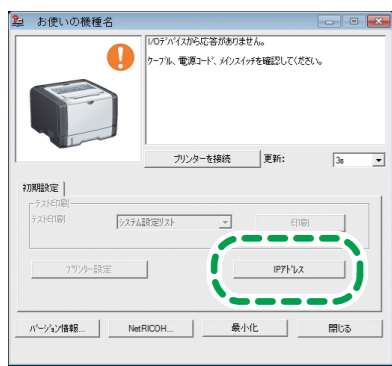 お使いの機種名
I/Oデバイスから応答がありません。
ケーブル、電源コード、メインスイッチを確認してください。
プリンターを接続 更新: 3s
初期設定
テスト印刷
テスト印刷: システム設定リスト 印刷
プリンター設定 IPアドレス
バージョン情報... NetRICOH... 最小化 閉じる